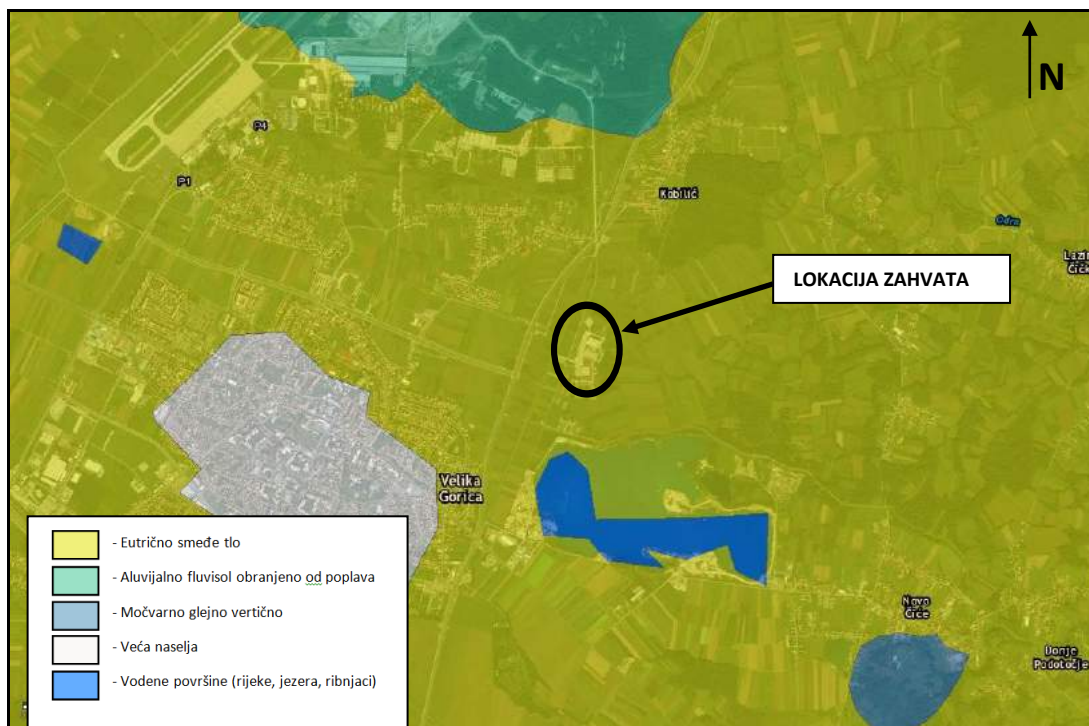 N
P4
P1
Kobilić
Odra
LOKACIJA ZAHVATA
Velika
Gorica
Novo
Čiče
Donje
Podotočje
- Eutrično smeđe tlo
- Aluvijalno fluvisol obranjeno od poplava
- Močvarno glejno vertično
- Veća naselja
- Vodene površine (rijeke, jezera, ribnjaci)